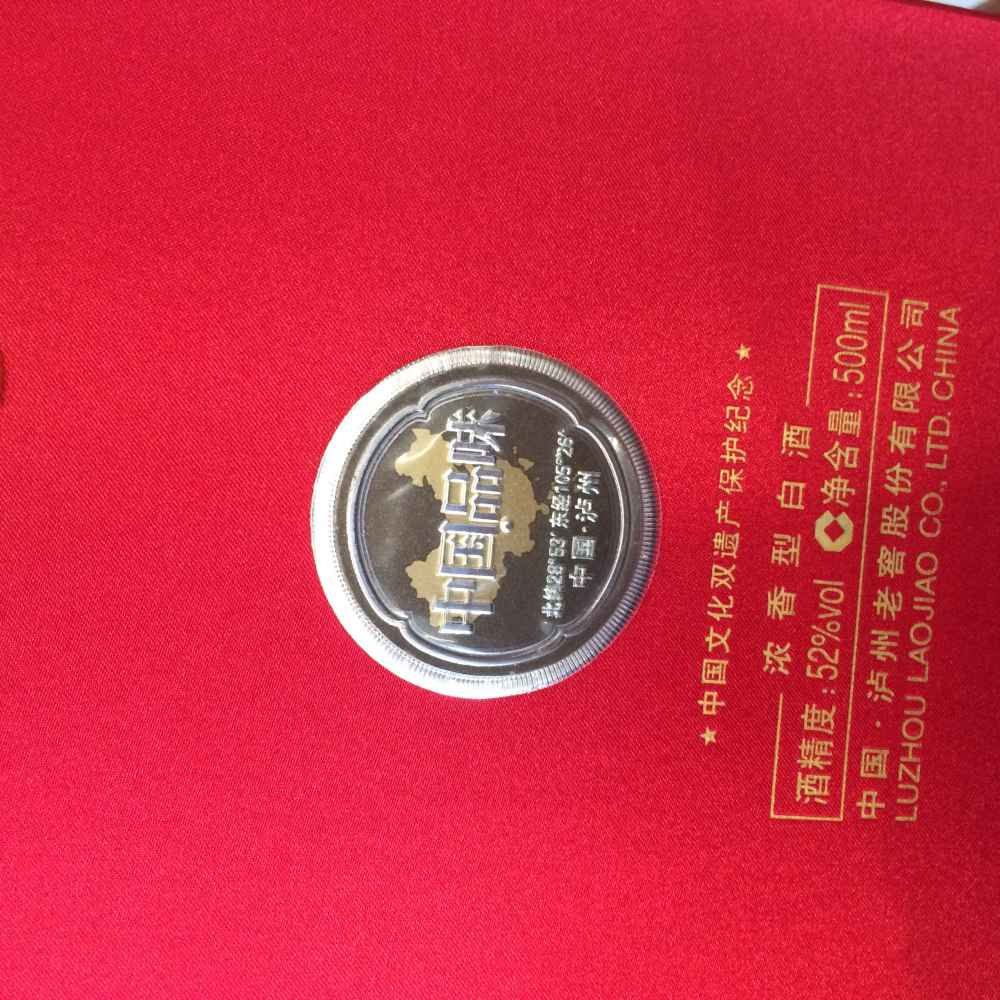 中国品味
北纬28°53′东经105°26′
中国·泸州
★中国文化双遗产保护纪念★
浓香型白酒
酒精度:52%vol 净含量:500ml
中国·泸州老窖股份有限公司
LUZHOU LAOJIAO CO., LTD. CHINA